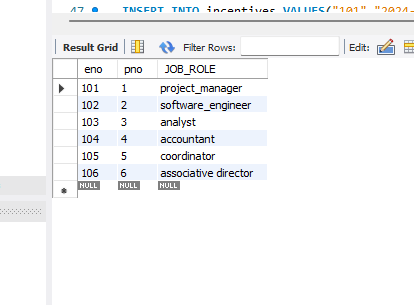 47 INSERT INTO incentives VALUES("101","2024-
Result Grid Filter Rows: Edit:
eno pno JOB_ROLE
101 1 project_manager
102 2 software_engineer
103 3 analyst
104 4 accountant
105 5 coordinator
106 6 associative director
NULL NULL NULL